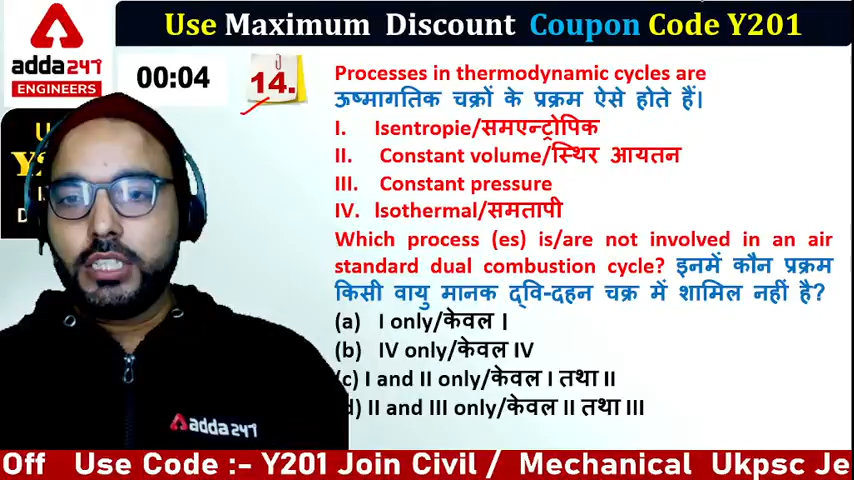 Use Maximum Discount Coupon Code Y201
adda247
ENGINEERS
00:04
14.
Processes in thermodynamic cycles are
ऊष्मागतिक चक्रों के प्रक्रम ऐसे होते हैं।
I. Isentropie/समएन्ट्रोपिक
II. Constant volume/स्थिर आयतन
III. Constant pressure
IV. Isothermal/समतापी
Which process (es) is/are not involved in an air
standard dual combustion cycle? इनमें कौन प्रक्रम
किसी वायु मानक द्वि-दहन चक्र में शामिल नहीं है?
(a) I only/केवल I
(b) IV only/केवल IV
(c) I and II only/केवल I तथा II
d) II and III only/केवल II तथा III
adda247
Off Use Code :- Y201 Join Civil / Mechanical Ukpsc Je